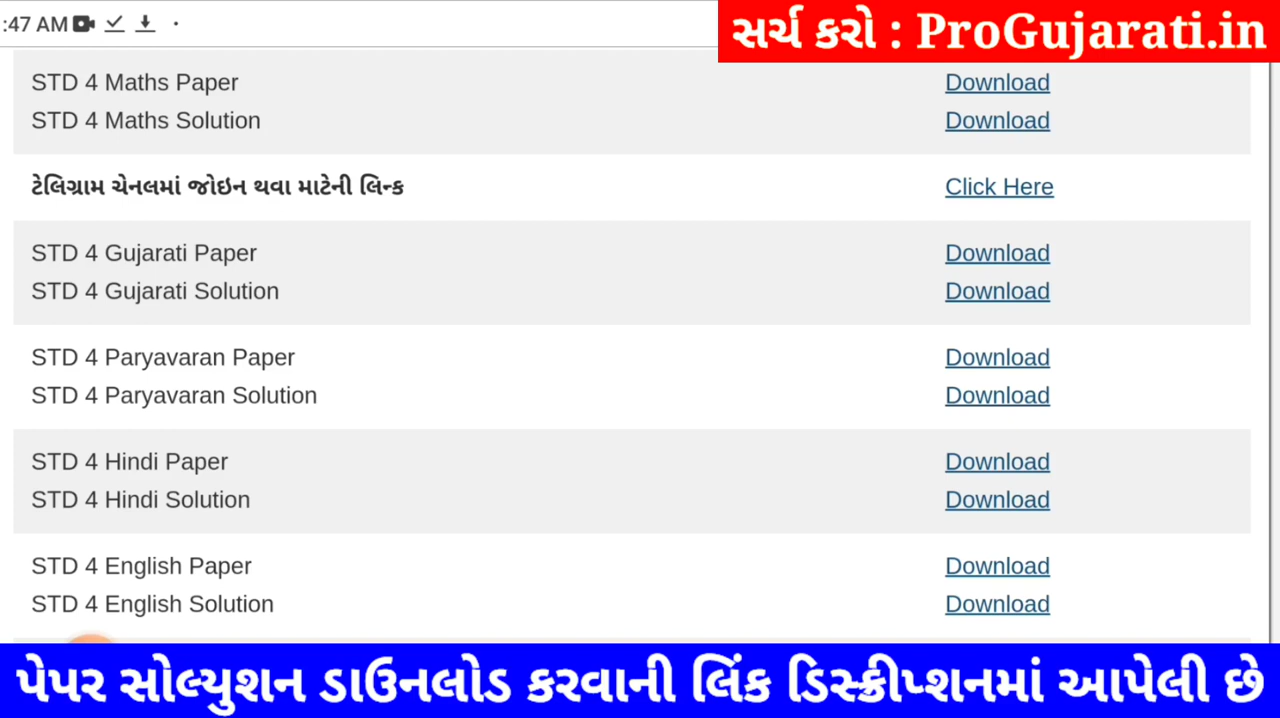 :47 AM
સર્ચ કરો : ProGujarati.in
STD 4 Maths Paper Download
STD 4 Maths Solution Download
ટેલિગ્રામ ચેનલમાં જોઇન થવા માટેની લિન્ક Click Here
STD 4 Gujarati Paper Download
STD 4 Gujarati Solution Download
STD 4 Paryavaran Paper Download
STD 4 Paryavaran Solution Download
STD 4 Hindi Paper Download
STD 4 Hindi Solution Download
STD 4 English Paper Download
STD 4 English Solution Download
પેપર સોલ્યુશન ડાઉનલોડ કરવાની લિંક ડિસ્ક્રીપ્શનમાં આપેલી છે